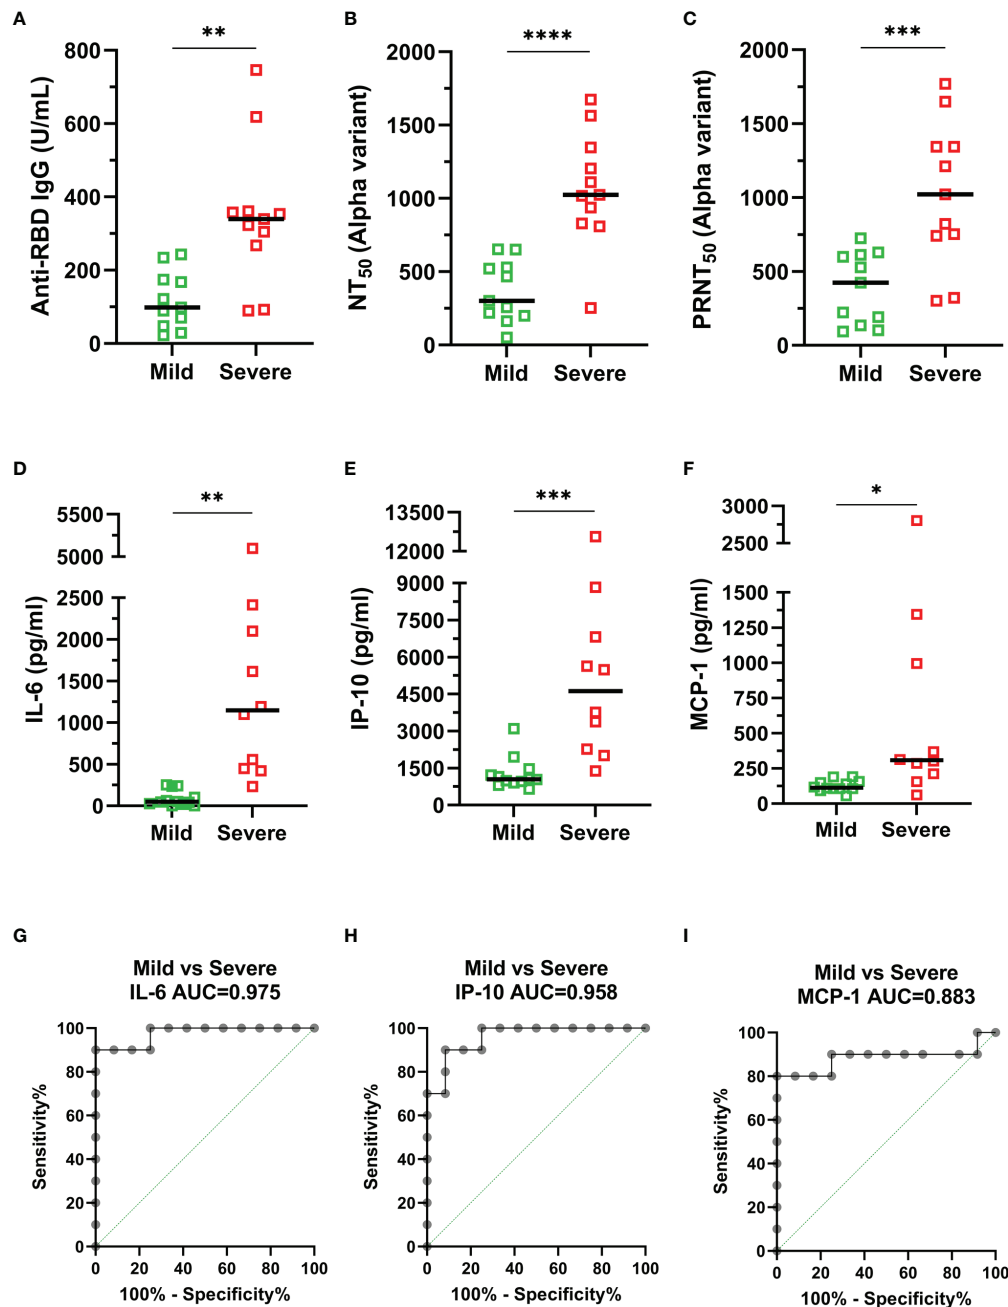 A
B
C
**
****
***
800
600
400
200
0
Anti-RBD IgG (U/mL)
Mild Severe
2000
1500
1000
500
0
NT50 (Alpha variant)
Mild Severe
2000
1500
1000
500
0
PRNT50 (Alpha variant)
Mild Severe
D
E
F
**
***
*
5500
5000
2500
2000
1500
1000
500
0
IL-6 (pg/ml)
Mild Severe
13500
12000
9000
7500
6000
4500
3000
1500
0
IP-10 (pg/ml)
Mild Severe
3000
2500
1500
1250
1000
750
500
250
0
MCP-1 (pg/ml)
Mild Severe
G
H
I
Mild vs Severe
IL-6 AUC=0.975
100
80
60
40
20
0
Sensitivity%
0 20 40 60 80 100
100% - Specificity%
Mild vs Severe
IP-10 AUC=0.958
100
80
60
40
20
0
Sensitivity%
0 20 40 60 80 100
100% - Specificity%
Mild vs Severe
MCP-1 AUC=0.883
100
80
60
40
20
0
Sensitivity%
0 20 40 60 80 100
100% - Specificity%